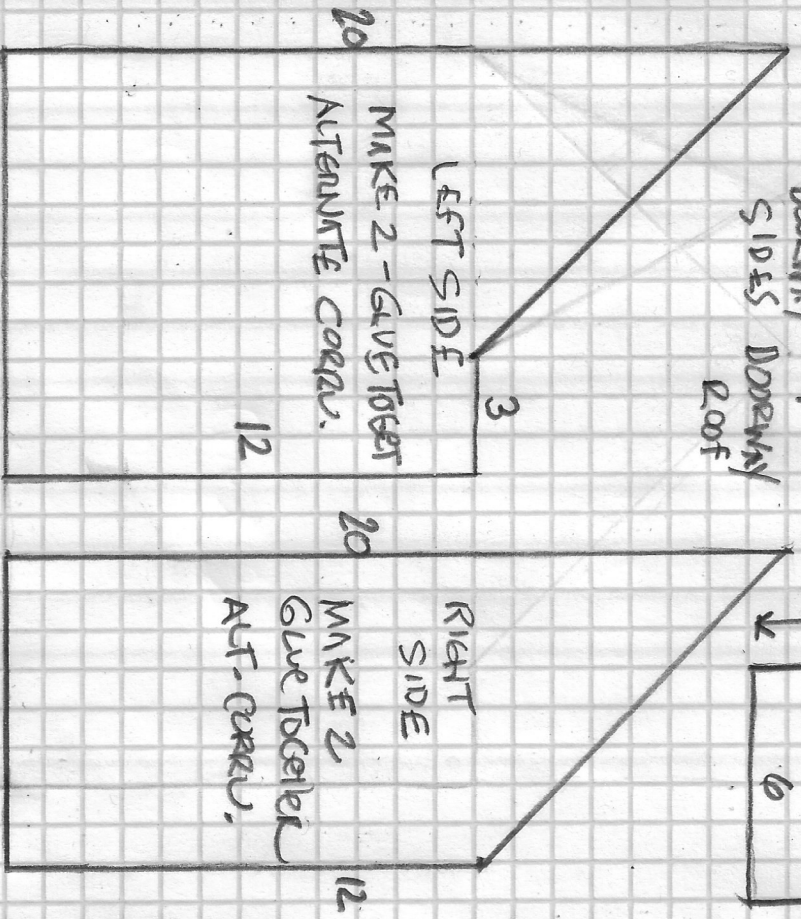 SIDES DOORWAY
ROOF
20
3
LEFT SIDE
MAKE 2 - GLUE TOGET
ALTERNATE CORRU.
12
6
20
RIGHT
SIDE
MAKE 2
GLUE TOGETHER
ALT-CORRU.
12